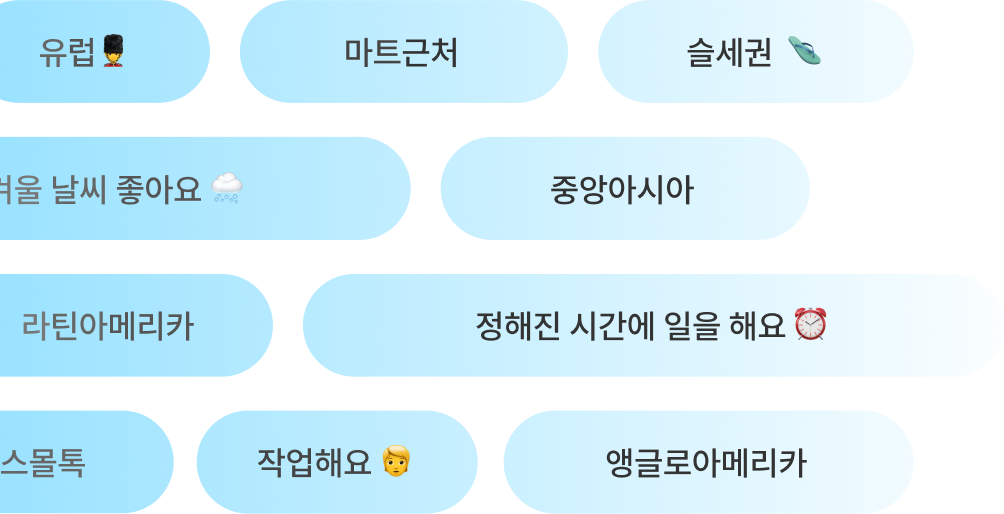 유럽💂 마트근처 슬세권 🩴
울 날씨 좋아요 🌨️ 중앙아시아
라틴아메리카 정해진 시간에 일을 해요 ⏰
스몰톡 작업해요 👱 앵글로아메리카